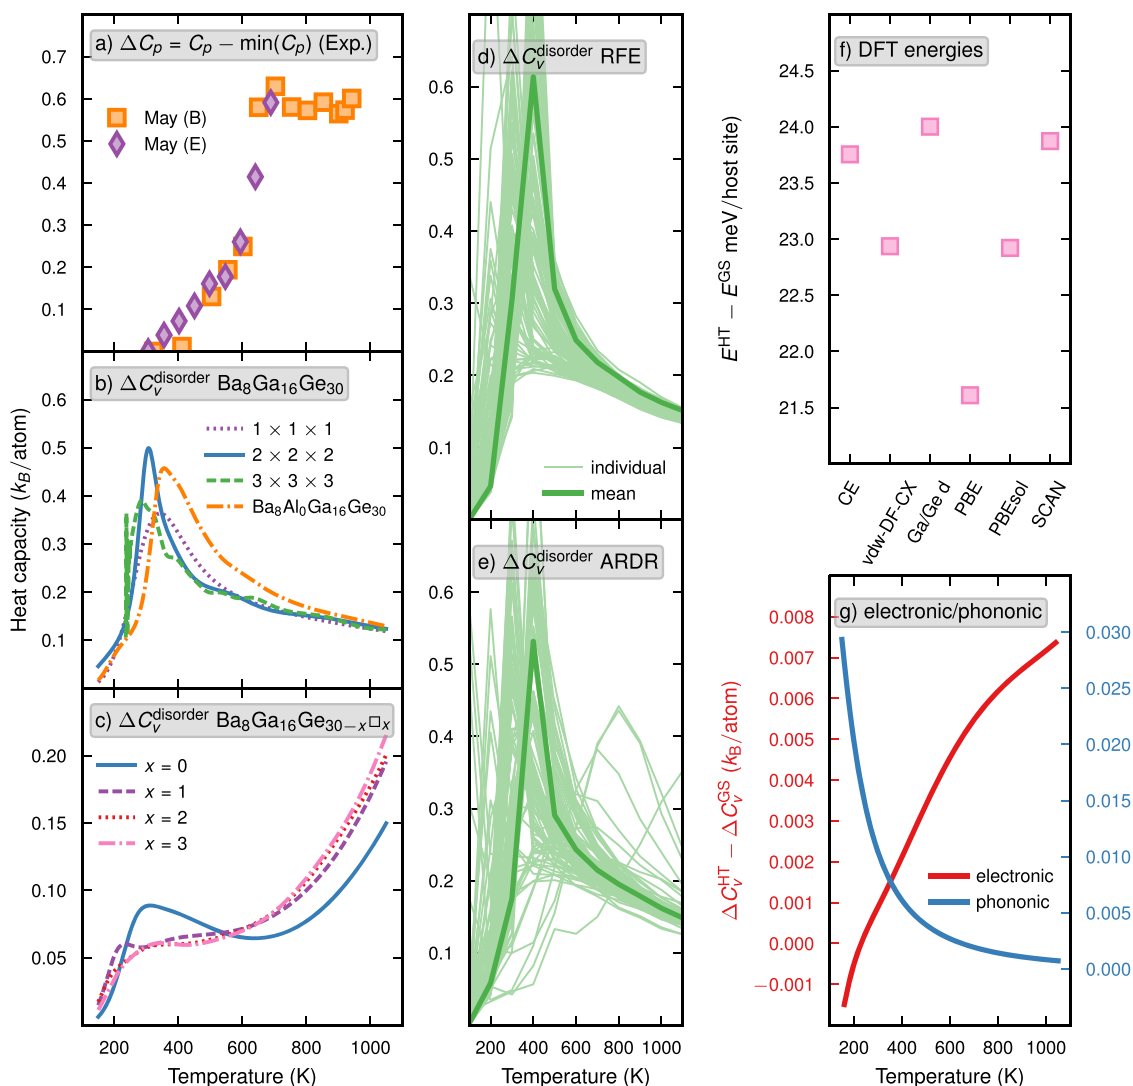 a) ΔC_p = C_p − min(C_p) (Exp.)
0.7
0.6
0.5
0.4
0.3
0.2
0.1
May (B)
May (E)
b) ΔC_v^disorder Ba₈Ga₁₆Ge₃₀
0.6
0.5
0.4
0.3
0.2
0.1
1 × 1 × 1
2 × 2 × 2
3 × 3 × 3
Ba₈Al₀Ga₁₆Ge₃₀
Heat capacity (k_B/atom)
c) ΔC_v^disorder Ba₈Ga₁₆Ge₃₀₋ₓ□ₓ
0.20
0.15
0.10
0.05
x = 0
x = 1
x = 2
x = 3
200 400 600 800 1000
Temperature (K)
d) ΔC_v^disorder RFE
0.6
0.5
0.4
0.3
0.2
0.1
individual
mean
e) ΔC_v^disorder ARDR
0.6
0.5
0.4
0.3
0.2
0.1
200 400 600 800 1000
Temperature (K)
f) DFT energies
24.5
24.0
23.5
23.0
22.5
22.0
21.5
E^HT − E^GS meV/host site
CE
vdw-DF-CX
Ga/Ge d
PBE
PBEsol
SCAN
g) electronic/phononic
0.008
0.007
0.006
0.005
0.004
0.003
0.002
0.001
0.000
−0.001
ΔC_v^HT − ΔC_v^GS (k_B/atom)
0.030
0.025
0.020
0.015
0.010
0.005
0.000
electronic
phononic
200 400 600 800 1000
Temperature (K)